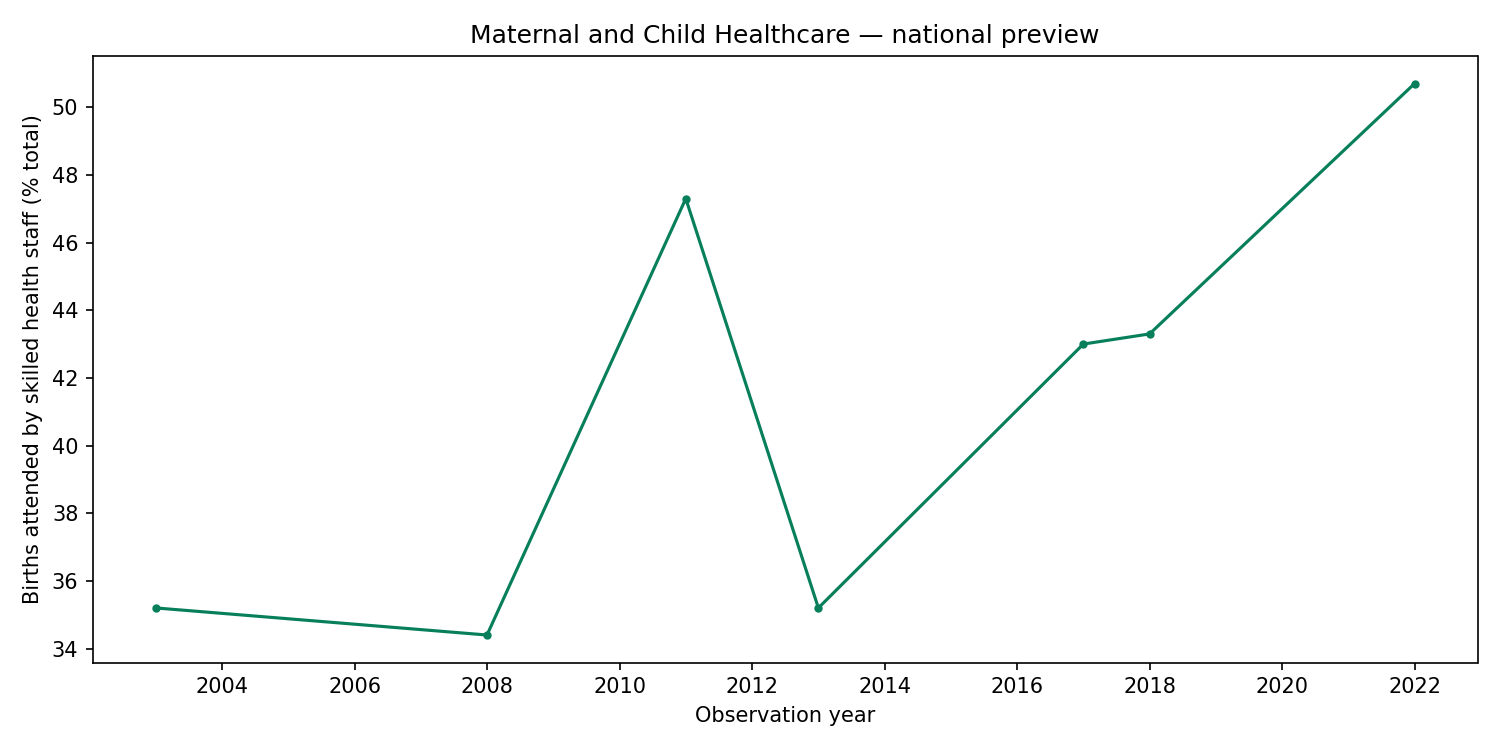 Maternal and Child Healthcare — national preview
Births attended by skilled health staff (% total)
50
48
46
44
42
40
38
36
34
2004 2006 2008 2010 2012 2014 2016 2018 2020 2022
Observation year